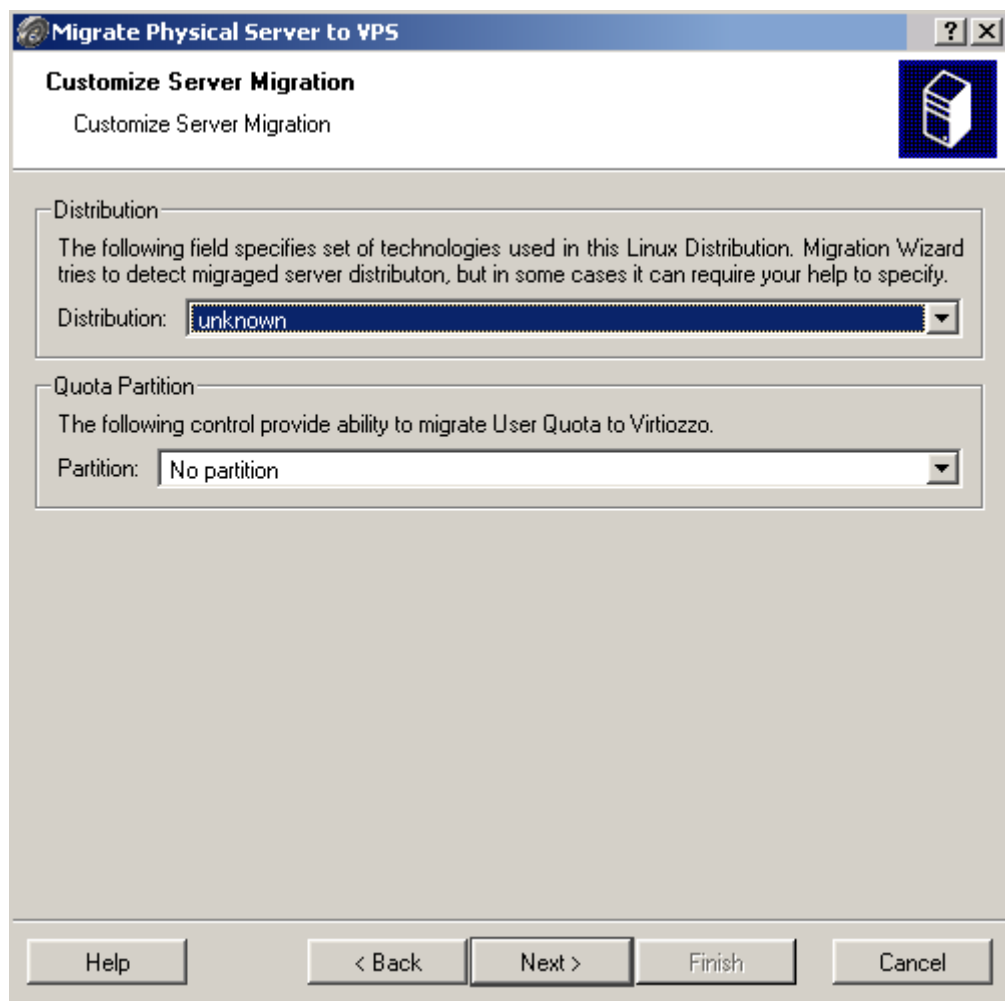 Migrate Physical Server to VPS
Customize Server Migration
Customize Server Migration
Distribution
The following field specifies set of technologies used in this Linux Distribution. Migration Wizard
tries to detect migraged server distributon, but in some cases it can require your help to specify.
Distribution: unknown
Quota Partition
The following control provide ability to migrate User Quota to Virtiozzo.
Partition: No partition
Help < Back Next > Finish Cancel